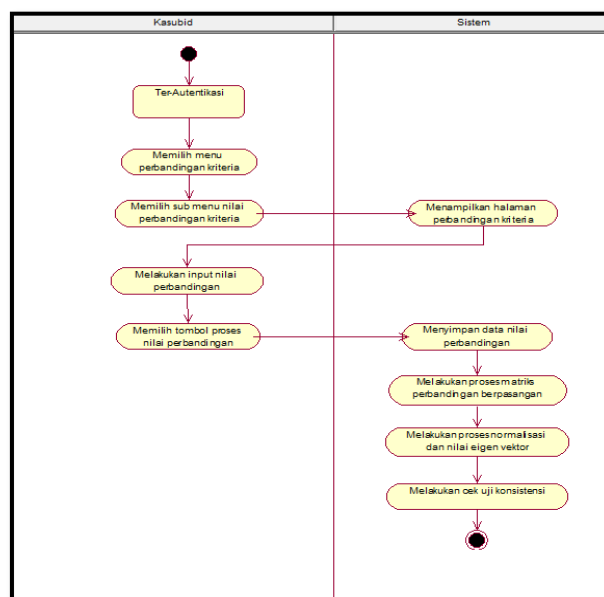 Kasubid
Sistem
Ter-Autentikasi
Memilih menu
perbandingan kriteria
Memilih sub menu nilai
perbandingan kriteria
Menampilkan halaman
perbandingan kriteria
Melakukan input nilai
perbandingan
Memilih tombol proses
nilai perbandingan
Menyimpan data nilai
perbandingan
Melakukan proses matriks
perbandingan berpasangan
Melakukan proses normalisasi
dan nilai eigen vektor
Melakukan cek uji konsistensi